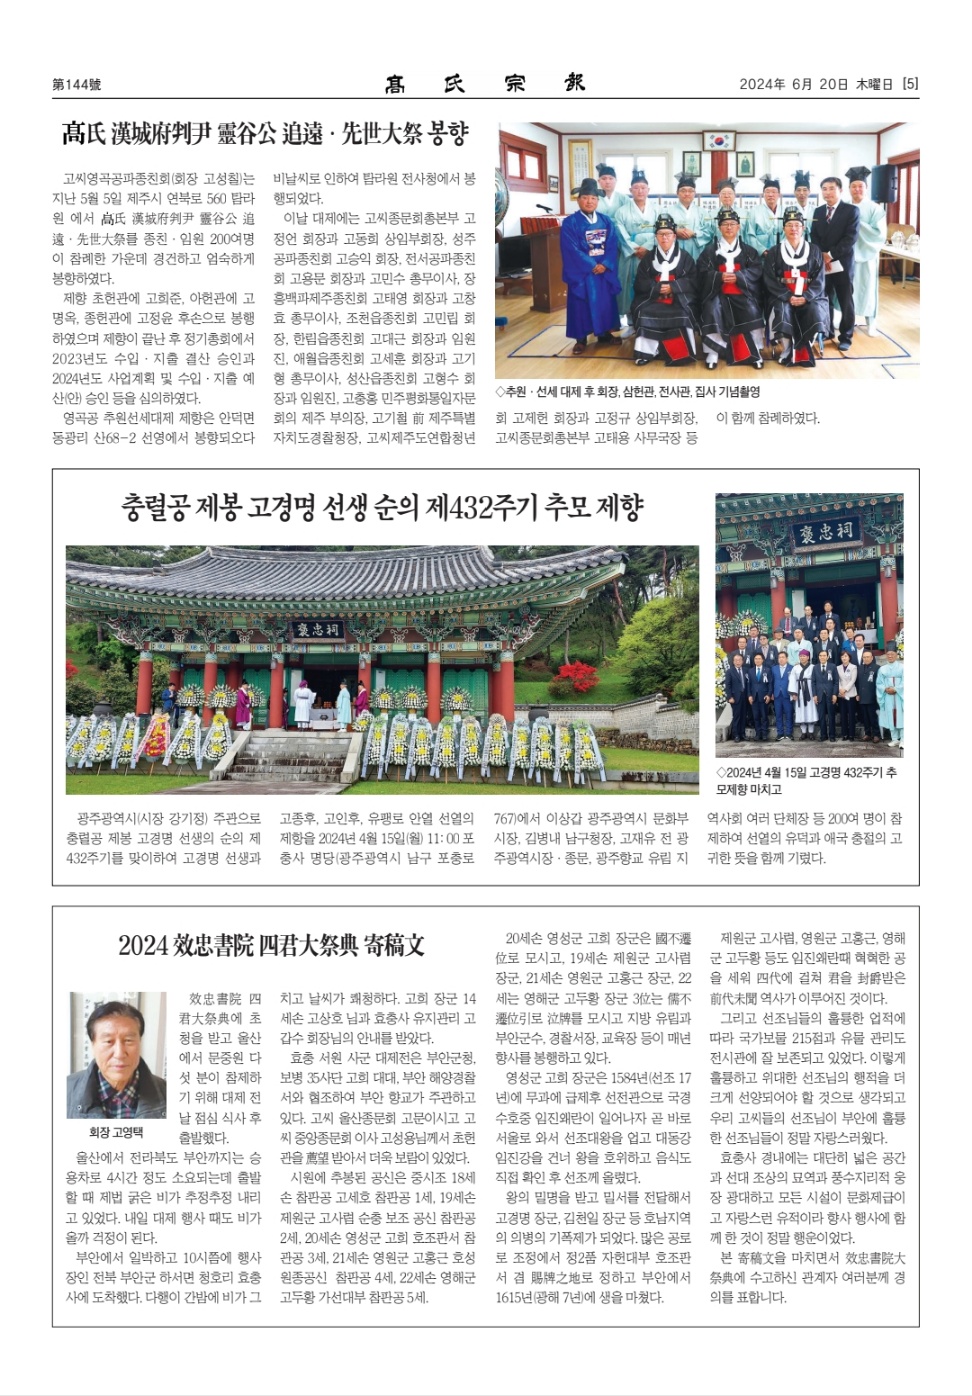 第144號
高氏宗報
2024年 6月 20日 木曜日 [5]
高氏 漢城府判尹 靈谷公 追遠 · 先世大祭 봉향
고씨영곡공파종친회(회장 고성칠)는
지난 5월 5일 제주시 연북로 560 탐라
원 에서 高氏 漢城府判尹 靈谷公 追
遠 · 先世大祭를 종친 · 임원 200여명
이 참례한 가운데 경건하고 엄숙하게
봉향하였다.
제향 초헌관에 고희준, 아헌관에 고
명옥, 종헌관에 고정윤 후손으로 봉행
하였으며 제향이 끝난 후 정기총회에서
2023년도 수입 · 지출 결산 승인과
2024년도 사업계획 및 수입 · 지출 예
산(안) 승인 등을 심의하였다.
영곡공 추원선세대제 제향은 안덕면
동광리 산68-2 선영에서 봉향되오다
비날씨로 인하여 탐라원 전사청에서 봉
행되었다.
이날 대제에는 고씨종문회총본부 고
정언 회장과 고동희 상임부회장, 성주
공파종친회 고승익 회장, 전서공파종친
회 고용문 회장과 고민수 총무이사, 장
흥백파제주종친회 고태영 회장과 고창
효 총무이사, 조천읍종친회 고민립 회
장, 한림읍종친회 고대근 회장과 임원
진, 애월읍종친회 고세훈 회장과 고기
형 총무이사, 성산읍종친회 고형수 회
장과 임원진, 고충홍 민주평화통일자문
회의 제주 부의장, 고기철 前 제주특별
자치도경찰청장, 고씨제주도연합청년
◇추원 · 선세 대제 후 회장, 삼헌관, 전사관, 집사 기념촬영
회 고제헌 회장과 고정규 상임부회장,
고씨종문회총본부 고태용 사무국장 등
이 함께 참례하였다.
충렬공 제봉 고경명 선생 순의 제432주기 추모 제향
褒忠祠
褒忠祠
◇2024년 4월 15일 고경명 432주기 추
모제향 마치고
광주광역시(시장 강기정) 주관으로
충렬공 제봉 고경명 선생의 순의 제
432주기를 맞이하여 고경명 선생과
고종후, 고인후, 유팽로 안열 선열의
제향을 2024년 4월 15일(월) 11: 00 포
충사 명당(광주광역시 남구 포충로
767)에서 이상갑 광주광역시 문화부
시장, 김병내 남구청장, 고재유 전 광
주광역시장 · 종문, 광주향교 유림 지
역사회 여러 단체장 등 200여 명이 참
제하여 선열의 유덕과 애국 충절의 고
귀한 뜻을 함께 기렸다.
2024 效忠書院 四君大祭典 寄稿文
회장 고영택
效忠書院 四
君大祭典에 초
청을 받고 울산
에서 문중원 다
섯 분이 참제하
기 위해 대제 전
날 점심 식사 후
출발했다.
울산에서 전라북도 부안까지는 승
용차로 4시간 정도 소요되는데 출발
할 때 제법 굵은 비가 추정추정 내리
고 있었다. 내일 대제 행사 때도 비가
올까 걱정이 된다.
부안에서 일박하고 10시쯤에 행사
장인 전북 부안군 하서면 청호리 효충
사에 도착했다. 다행이 간밤에 비가 그
치고 날씨가 쾌청하다. 고희 장군 14
세손 고상호 님과 효충사 유지관리 고
갑수 회장님의 안내를 받았다.
효충 서원 사군 대제전은 부안군청,
보병 35사단 고희 대대, 부안 해양경찰
서와 협조하여 부안 향교가 주관하고
있다. 고씨 울산종문회 고문이시고 고
씨 중앙종문회 이사 고성용님께서 초헌
관을 薦望 받아서 더욱 보람이 있었다.
시원에 추봉된 공신은 중시조 18세
손 참판공 고세호 참판공 1세, 19세손
제원군 고사렴 순충 보조 공신 참판공
2세, 20세손 영성군 고희 호조판서 참
판공 3세, 21세손 영원군 고홍근 호성
원종공신 참판공 4세, 22세손 영해군
고두황 가선대부 참판공 5세.
20세손 영성군 고희 장군은 國不遷
位로 모시고, 19세손 제원군 고사렴
장군, 21세손 영원군 고홍근 장군, 22
세는 영해군 고두황 장군 3位는 儒不
遷位引로 泣牌를 모시고 지방 유림과
부안군수, 경찰서장, 교육장 등이 매년
향사를 봉행하고 있다.
영성군 고희 장군은 1584년(선조 17
년)에 무과에 급제후 선전관으로 국경
수호중 임진왜란이 일어나자 곧 바로
서울로 와서 선조대왕을 업고 대동강
임진강을 건너 왕을 호위하고 음식도
직접 확인 후 선조께 올렸다.
왕의 밀명을 받고 밀서를 전달해서
고경명 장군, 김천일 장군 등 호남지역
의 의병의 기폭제가 되었다. 많은 공로
로 조정에서 정2품 자헌대부 호조판
서 겸 賜牌之地로 정하고 부안에서
1615년(광해 7년)에 생을 마쳤다.
제원군 고사렴, 영원군 고홍근, 영해
군 고두황 등도 임진왜란때 혁혁한 공
을 세워 四代에 걸쳐 君을 封爵받은
前代未聞 역사가 이루어진 것이다.
그리고 선조님들의 훌륭한 업적에
따라 국가보물 215점과 유물 관리도
전시관에 잘 보존되고 있었다. 이렇게
훌륭하고 위대한 선조님의 행적을 더
크게 선양되어야 할 것으로 생각되고
우리 고씨들의 선조님이 부안에 훌륭
한 선조님들이 정말 자랑스러웠다.
효충사 경내에는 대단히 넓은 공간
과 선대 조상의 묘역과 풍수지리적 웅
장 광대하고 모든 시설이 문화제급이
고 자랑스런 유적이라 향사 행사에 함
께 한 것이 정말 행운이었다.
본 寄稿文을 마치면서 效忠書院大
祭典에 수고하신 관계자 여러분께 경
의를 표합니다.